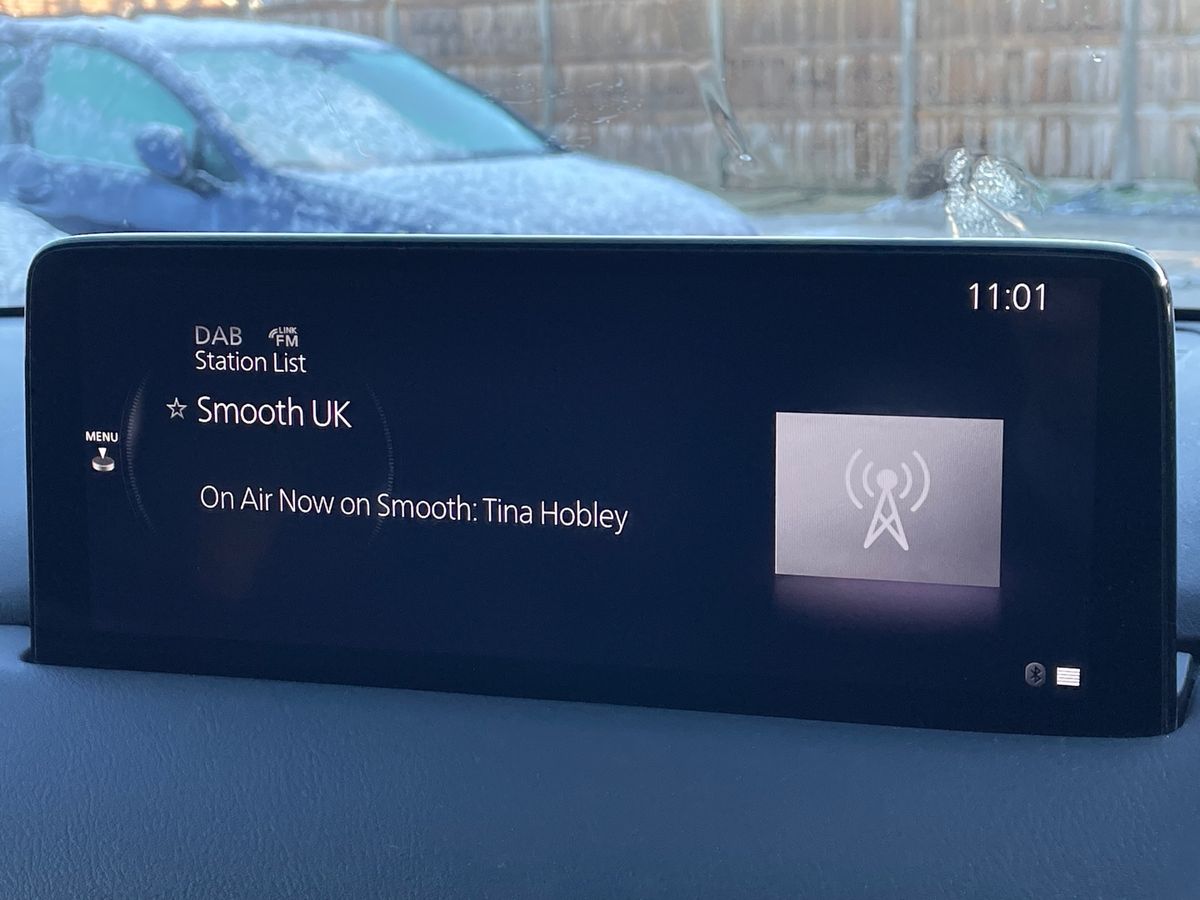 11:01
DAB LINK FM
Station List
☆ Smooth UK
MENU
On Air Now on Smooth: Tina Hobley